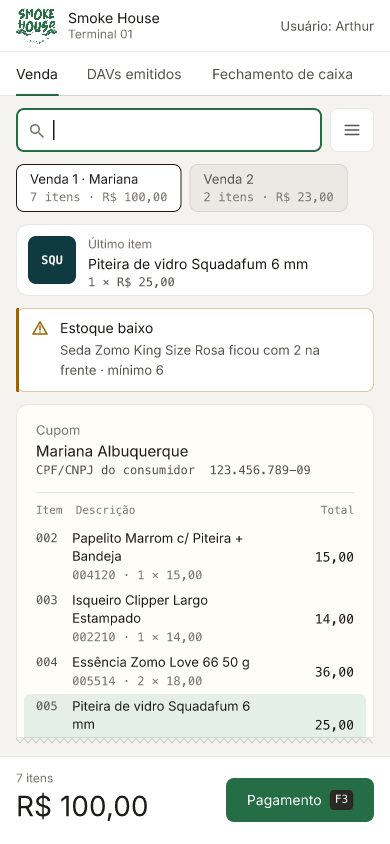 SMOKE
HOUSE
Smoke House
Terminal 01
Usuário: Arthur
Venda
DAVs emitidos
Fechamento de caixa
Venda 1 · Mariana
7 itens · R$ 100,00
Venda 2
2 itens · R$ 23,00
SQU
Último item
Piteira de vidro Squadafum 6 mm
1 × R$ 25,00
Estoque baixo
Seda Zomo King Size Rosa ficou com 2 na
frente · mínimo 6
Cupom
Mariana Albuquerque
CPF/CNPJ do consumidor 123.456.789-09
Item Descrição Total
002 Papelito Marrom c/ Piteira +
Bandeja
15,00
004120 · 1 × 15,00
003 Isqueiro Clipper Largo
Estampado
14,00
002210 · 1 × 14,00
004 Essência Zomo Love 66 50 g
36,00
005514 · 2 × 18,00
005 Piteira de vidro Squadafum 6
mm
25,00
7 itens
R$ 100,00
Pagamento F3